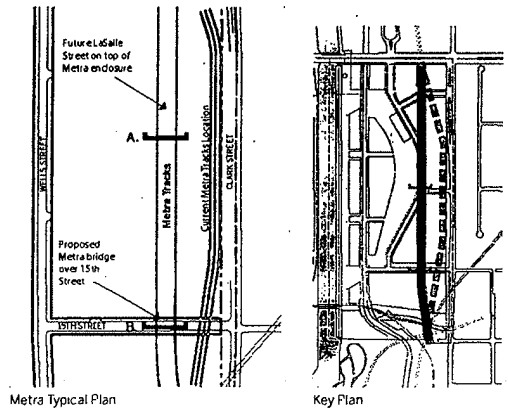 Future LaSalle
Street on top of
Metra enclosure
A.
WELLS STREET
Metra Tracks
Current Metra Tracks Location
CLARK STREET
Proposed
Metra bridge
over 15th
Street
15TH STREET
B.
Metra Typical Plan
Key Plan